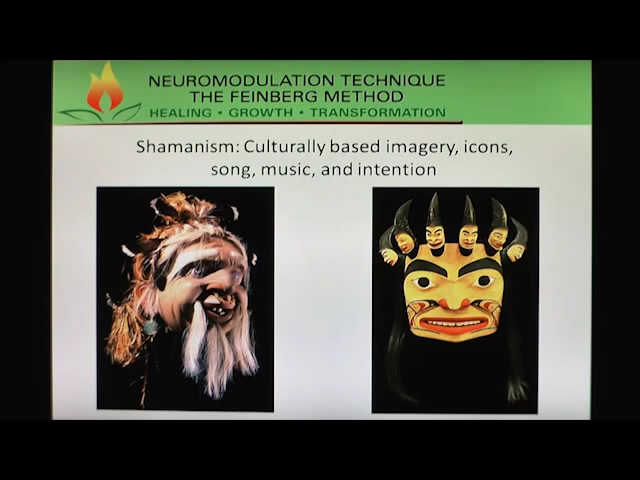 NEUROMODULATION TECHNIQUE
THE FEINBERG METHOD
HEALING • GROWTH • TRANSFORMATION
Shamanism: Culturally based imagery, icons,
song, music, and intention